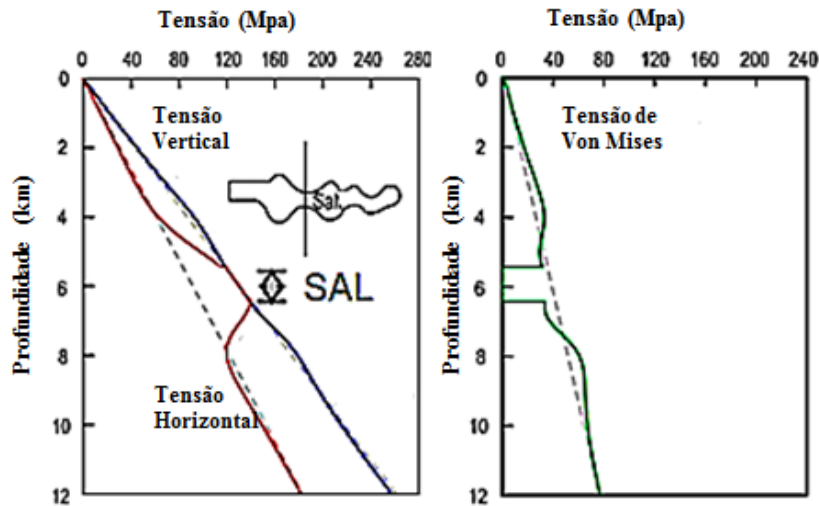 Tensão (Mpa)
0 40 80 120 160 200 240 280
0
2
4
6
8
10
12
Profundidade (km)
Tensão
Vertical
Sal
SAL
Tensão
Horizontal
Tensão (Mpa)
0 40 80 120 160 200 240
0
2
4
6
8
10
12
Profundidade (km)
Tensão de
Von Mises